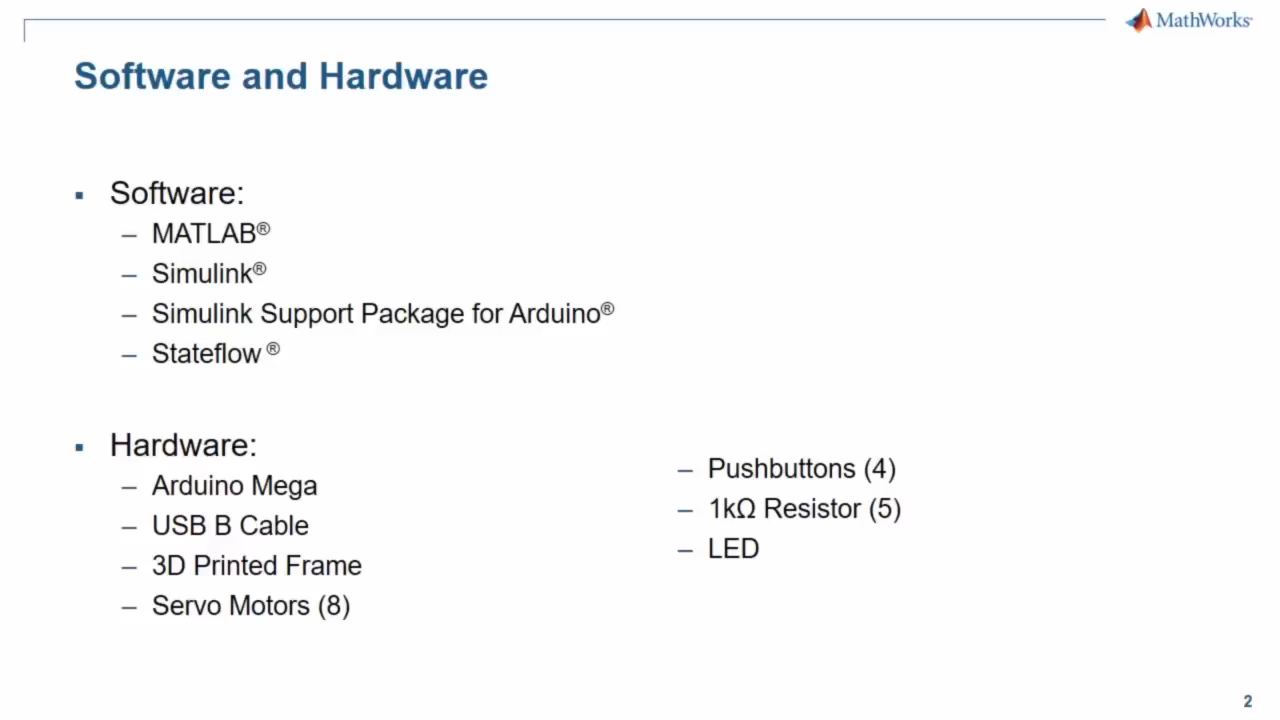 MathWorks
Software and Hardware
▪ Software:
– MATLAB®
– Simulink®
– Simulink Support Package for Arduino®
– Stateflow ®
▪ Hardware:
– Arduino Mega
– USB B Cable
– 3D Printed Frame
– Servo Motors (8)
– Pushbuttons (4)
– 1kΩ Resistor (5)
– LED
2